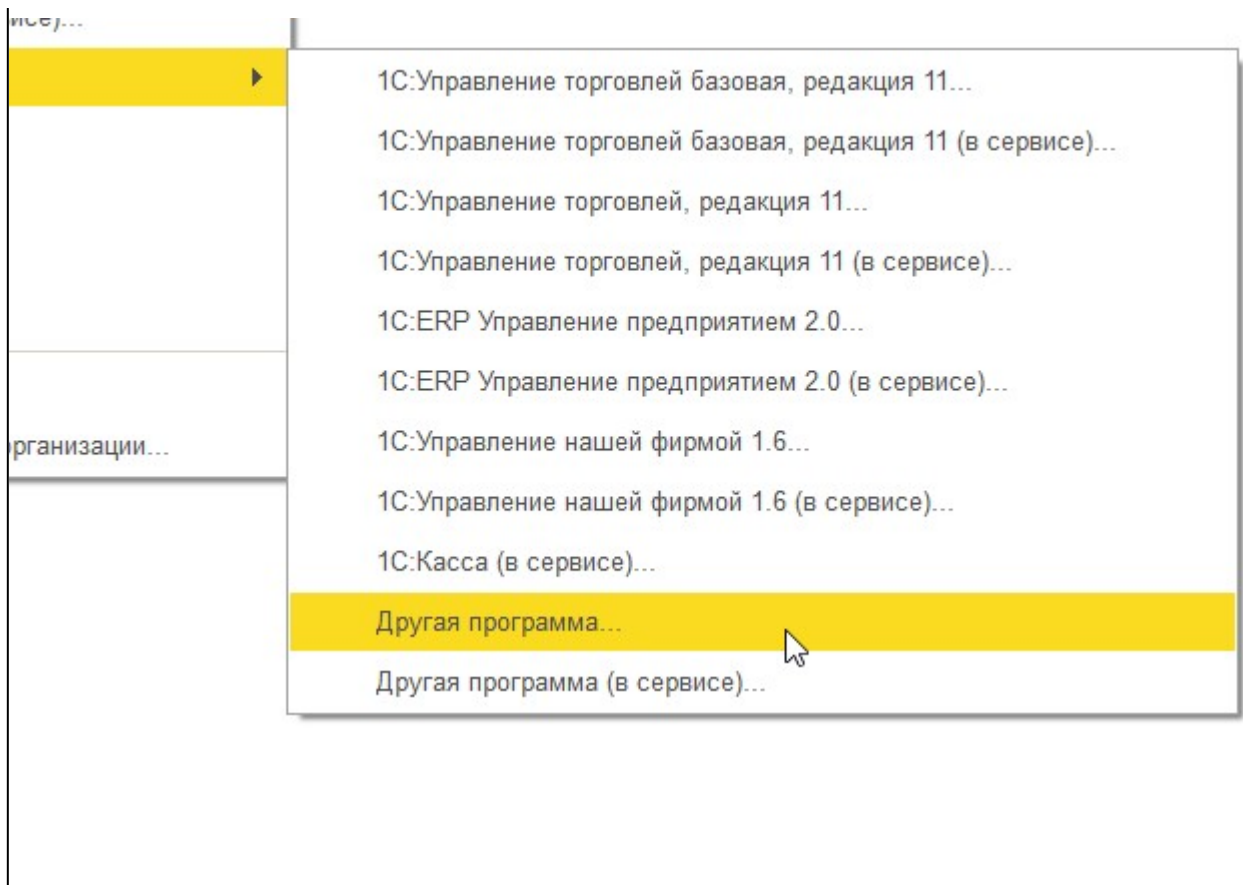 1С:Управление торговлей базовая, редакция 11...
1С:Управление торговлей базовая, редакция 11 (в сервисе)...
1С:Управление торговлей, редакция 11...
1С:Управление торговлей, редакция 11 (в сервисе)...
1С:ERP Управление предприятием 2.0...
1С:ERP Управление предприятием 2.0 (в сервисе)...
организации...
1С:Управление нашей фирмой 1.6...
1С:Управление нашей фирмой 1.6 (в сервисе)...
1С:Касса (в сервисе)...
Другая программа...
Другая программа (в сервисе)...